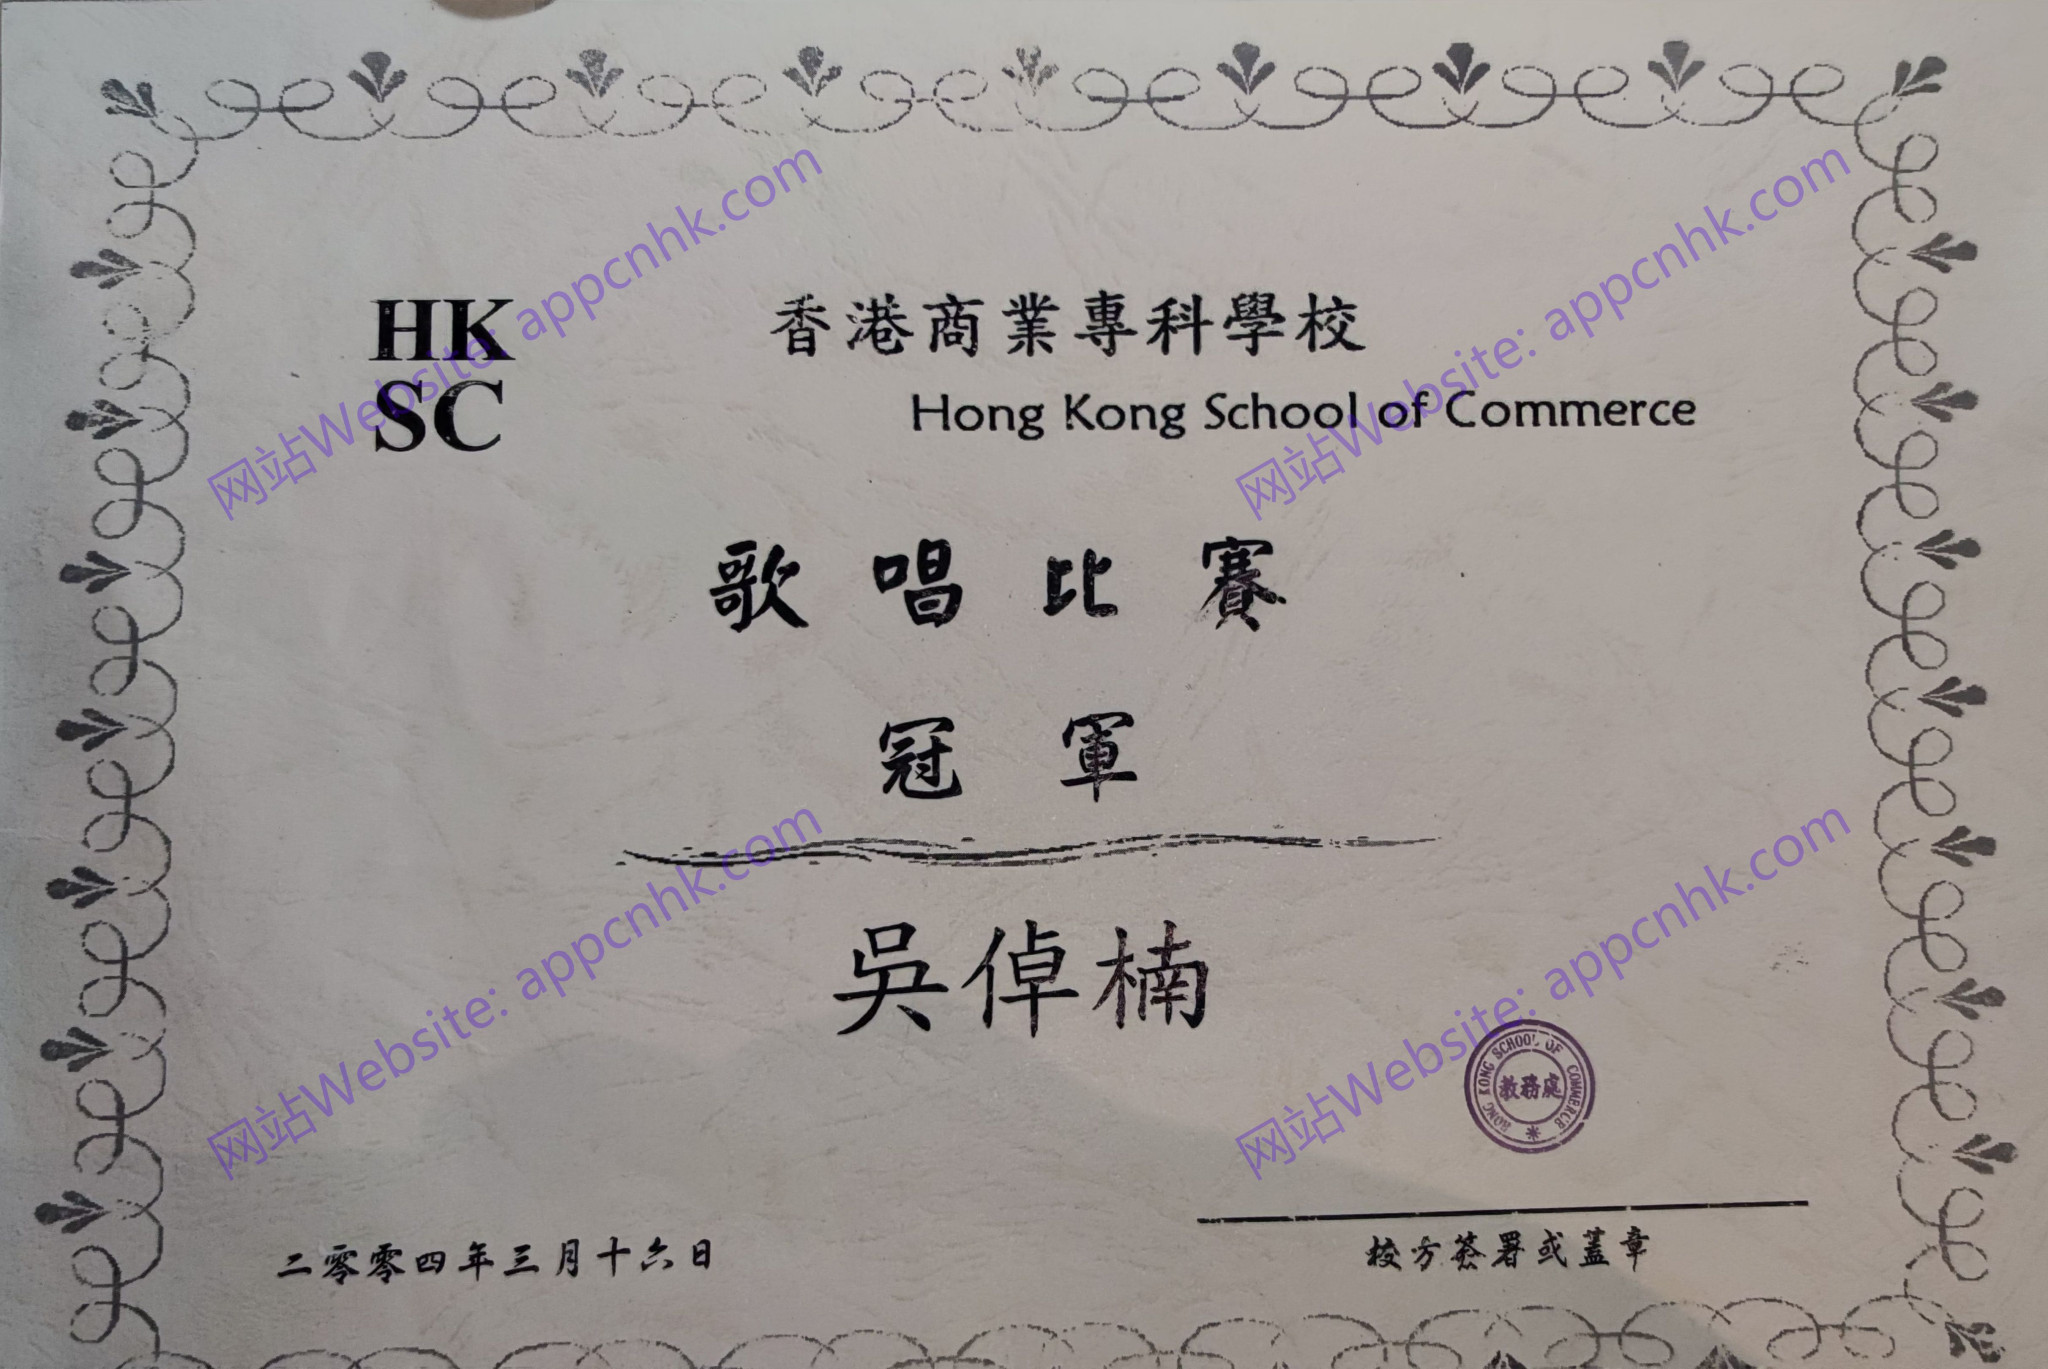 HK
SC
香港商業專科學校
Hong Kong School of Commerce
歌唱比賽
冠軍
吳倬楠
HONG KONG SCHOOL OF COMMERCE
教務處
二零零四年三月十六日
校方簽署或蓋章
网站Website: appcnhk.com
网站Website: appcnhk.com
网站Website: appcnhk.com
网站Website: appcnhk.com